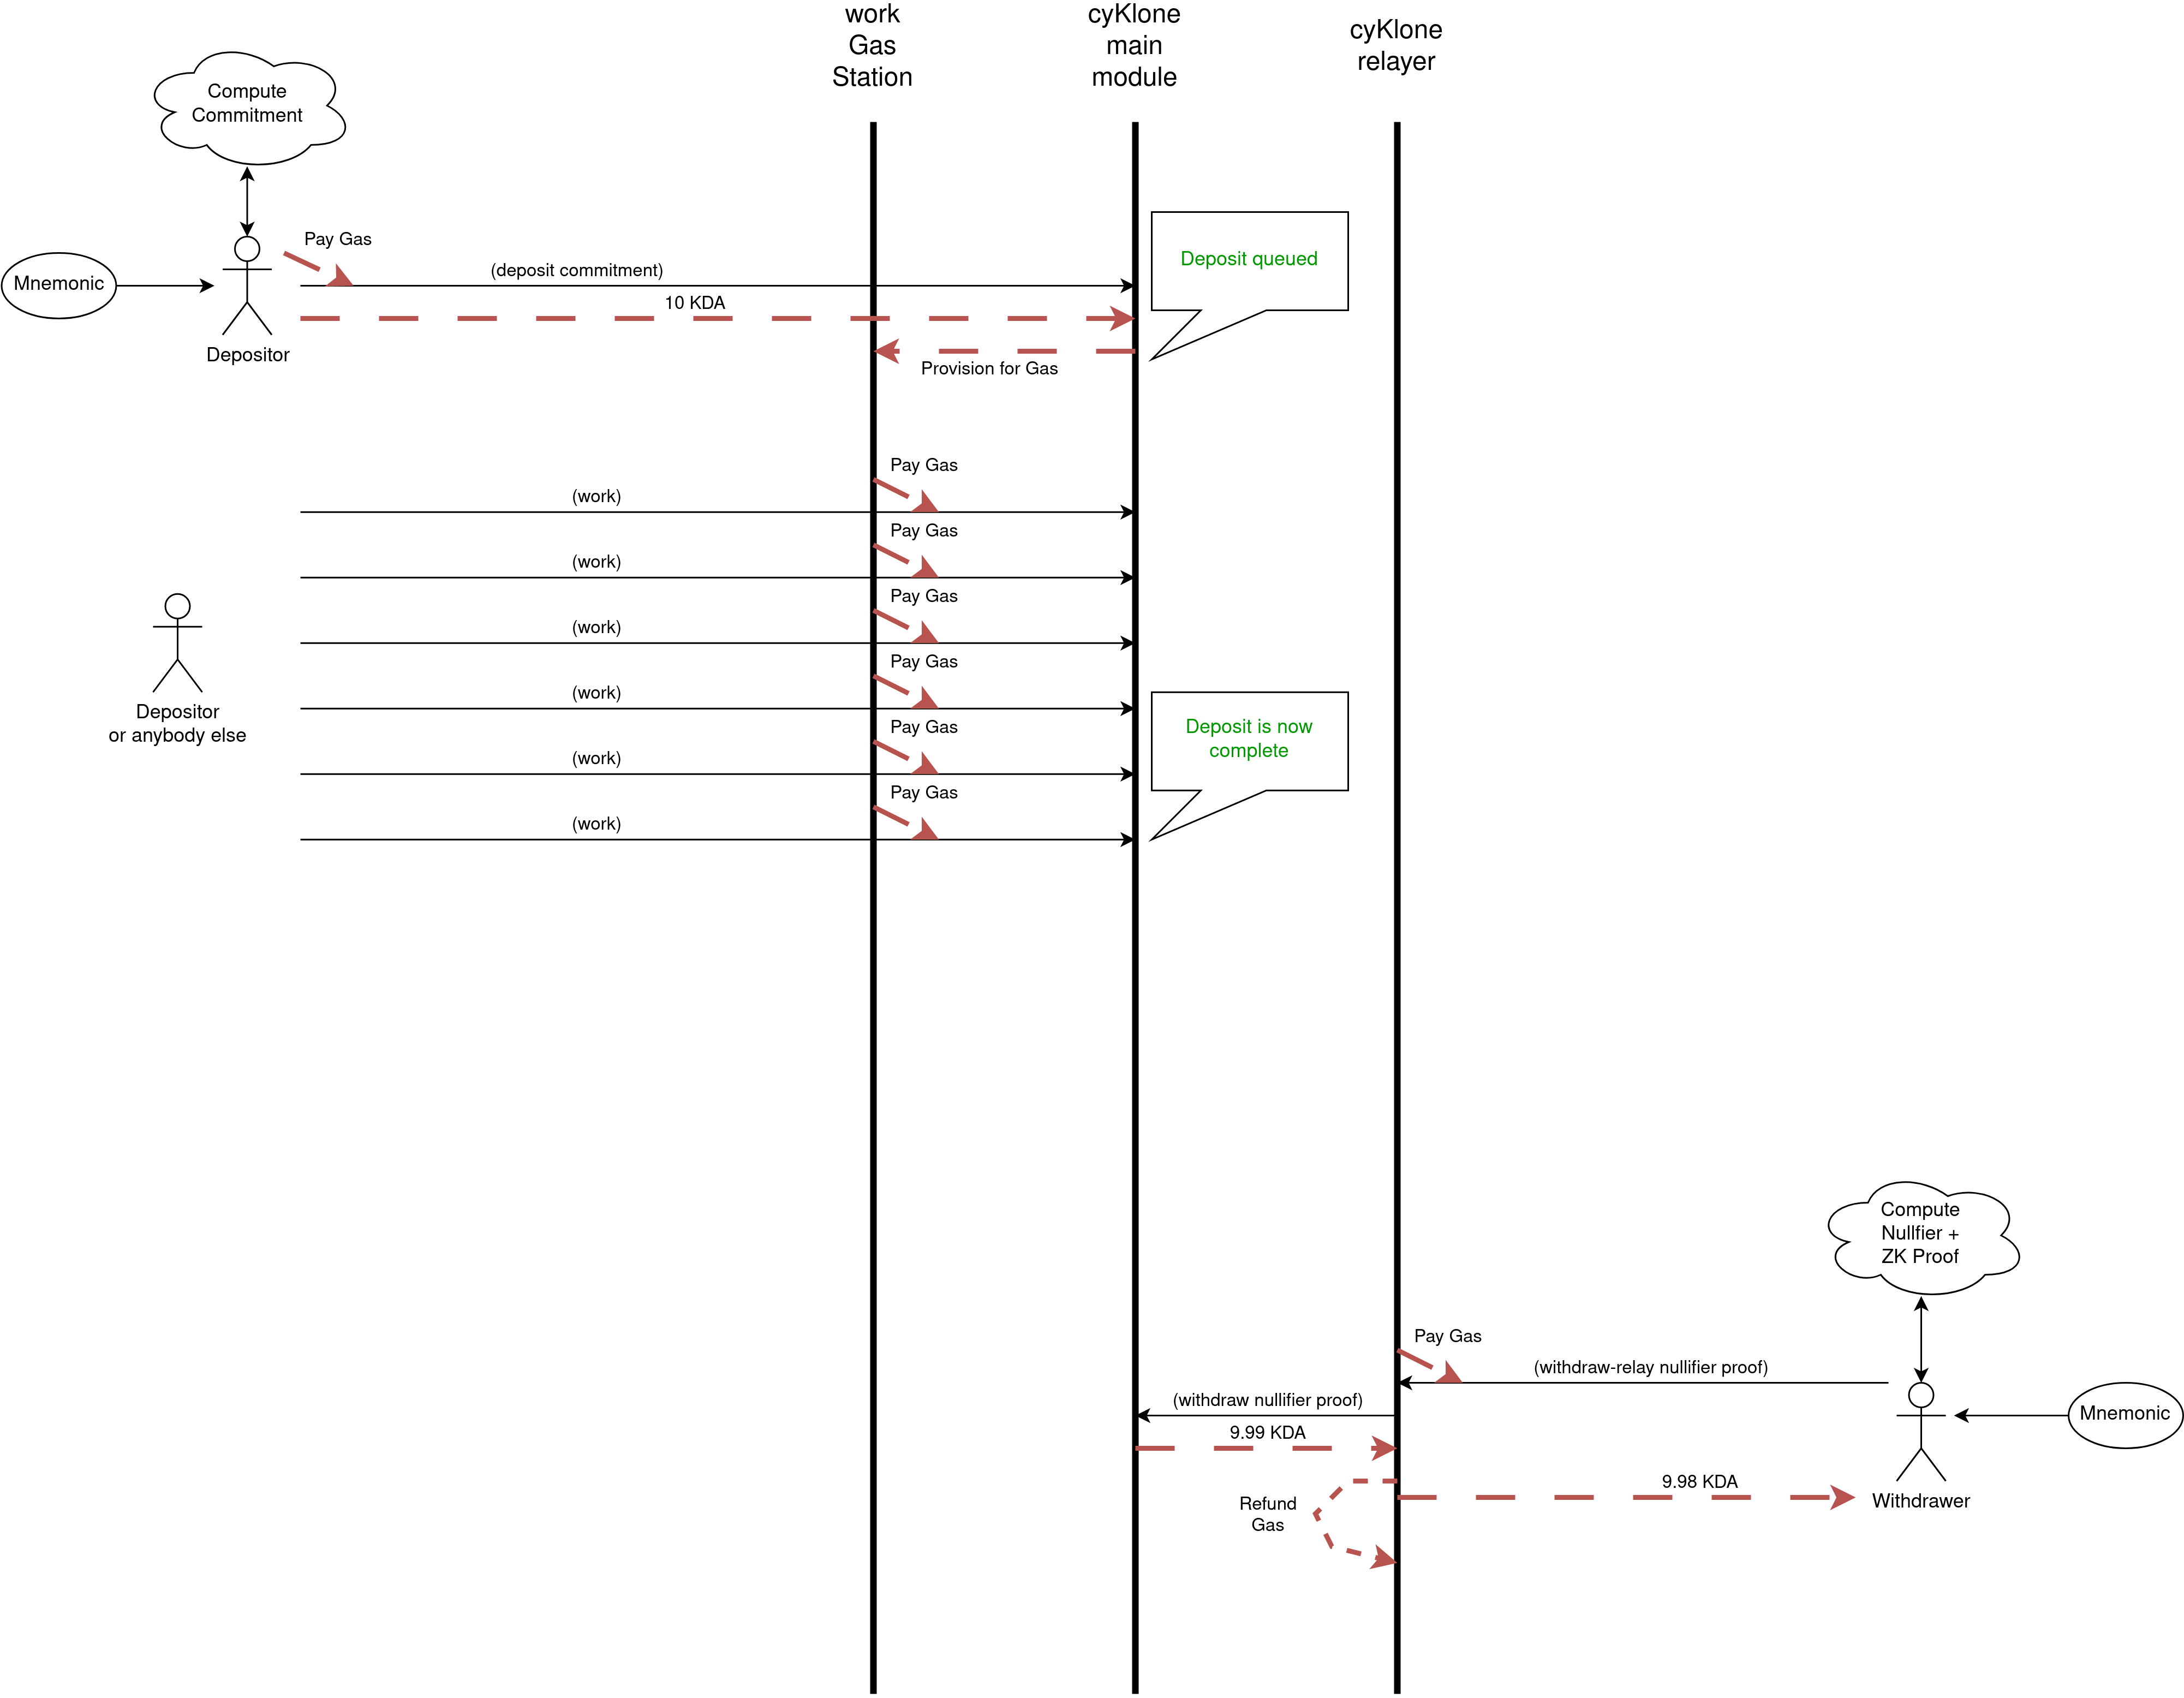 work
Gas
Station
cyKlone
main
module
cyKlone
relayer
Compute
Commitment
Pay Gas
Mnemonic
(deposit commitment)
10 KDA
Depositor
Provision for Gas
Deposit queued
Pay Gas
(work)
Pay Gas
(work)
Pay Gas
(work)
Pay Gas
(work)
Pay Gas
(work)
Pay Gas
(work)
Depositor
or anybody else
Deposit is now
complete
Compute
Nullfier +
ZK Proof
Pay Gas
(withdraw-relay nullifier proof)
(withdraw nullifier proof)
9.99 KDA
Mnemonic
9.98 KDA
Withdrawer
Refund
Gas